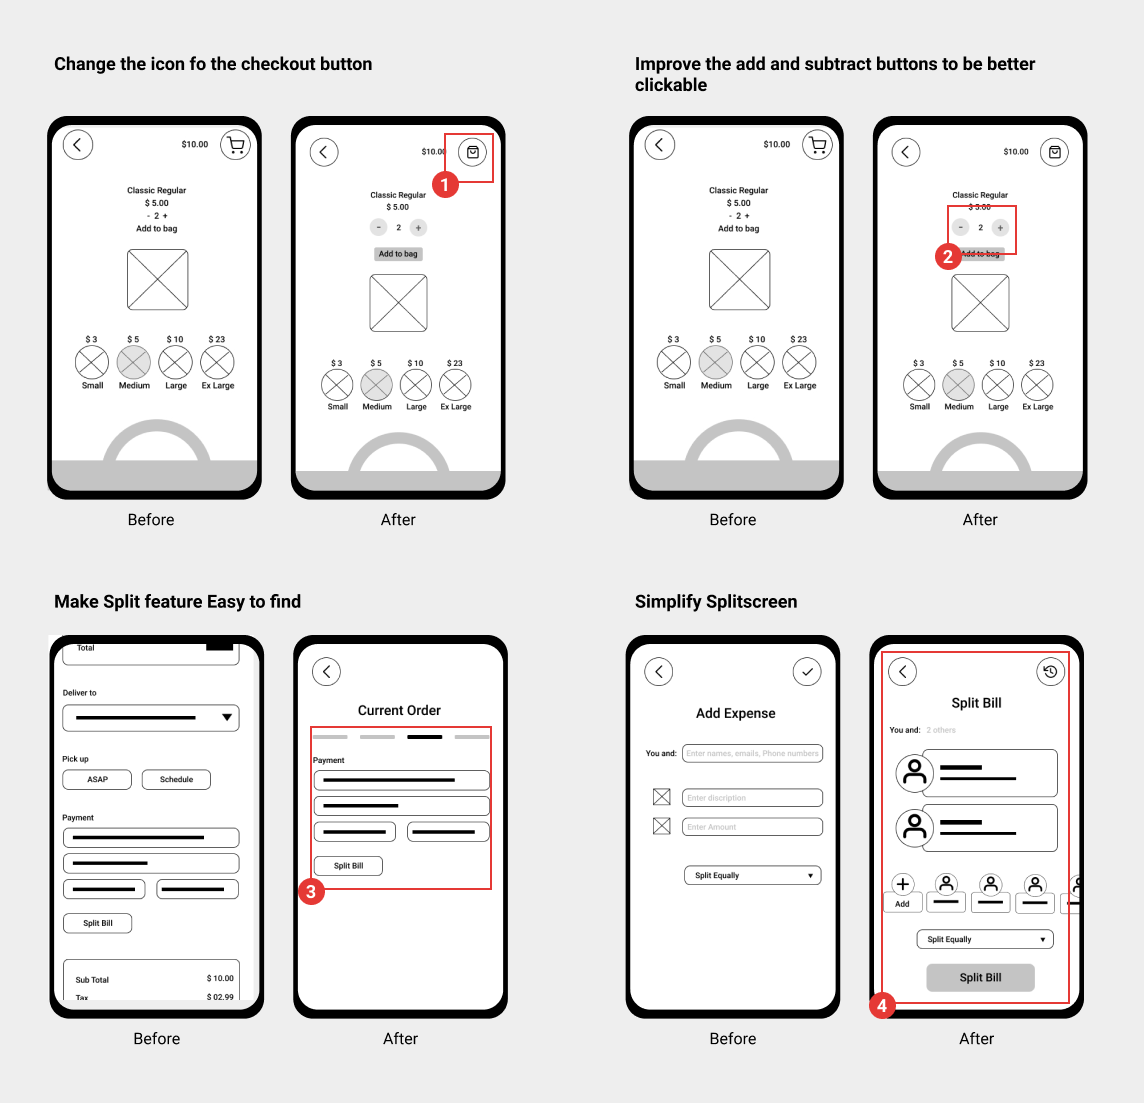 Change the icon fo the checkout button
$10.00
Classic Regular
$ 5.00
- 2 +
Add to bag
$ 3
$ 5
$ 10
$ 23
Small
Medium
Large
Ex Large
Before
$10.00
1
Classic Regular
$ 5.00
- 2 +
Add to bag
$ 3
$ 5
$ 10
$ 23
Small
Medium
Large
Ex Large
After
Improve the add and subtract buttons to be better
clickable
$10.00
Classic Regular
$ 5.00
- 2 +
Add to bag
$ 3
$ 5
$ 10
$ 23
Small
Medium
Large
Ex Large
Before
$10.00
Classic Regular
$ 5.00
- 2 +
2
Add to bag
$ 3
$ 5
$ 10
$ 23
Small
Medium
Large
Ex Large
After
Make Split feature Easy to find
Total
Deliver to
Pick up
ASAP
Schedule
Payment
Split Bill
Sub Total
$ 10.00
Tax
$ 02.99
Before
Current Order
Payment
Split Bill
3
After
Simplify Splitscreen
Add Expense
You and:
Enter names, emails, Phone numbers
Enter discription
Enter Amount
Split Equally
Before
Split Bill
You and:
2 others
Add
Split Equally
Split Bill
4
After